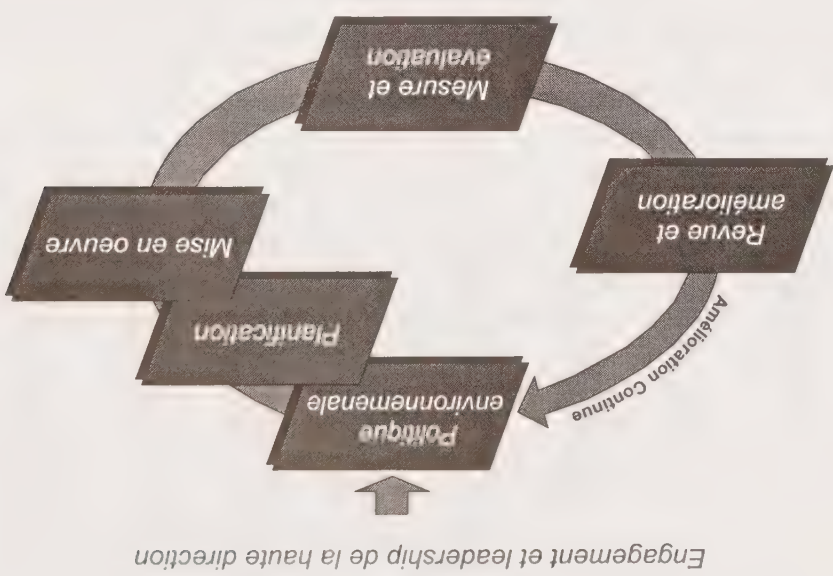 Engagement et leadership de la haute direction
Politique
environnemenale
Planification
Mise en oeuvre
Mesure et
évaluation
Revue et
amélioration
Amélioration Continue